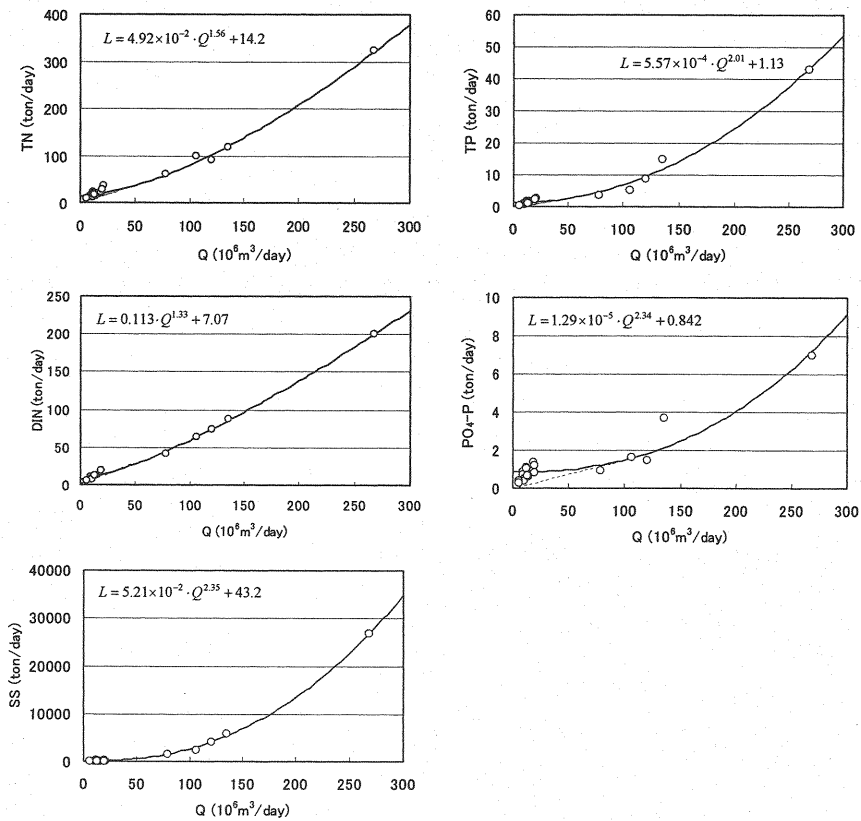 400
300
200
100
0
TN (ton/day)
L = 4.92×10⁻² · Q¹·⁵⁶ + 14.2
0 50 100 150 200 250 300
Q (10⁶m³/day)
60
50
40
30
20
10
0
TP (ton/day)
L = 5.57×10⁻⁴ · Q²·⁰¹ + 1.13
0 50 100 150 200 250 300
Q (10⁶m³/day)
250
200
150
100
50
0
DIN (ton/day)
L = 0.113 · Q¹·³³ + 7.07
0 50 100 150 200 250 300
Q (10⁶m³/day)
10
8
6
4
2
0
PO₄-P (ton/day)
L = 1.29×10⁻⁵ · Q²·³⁴ + 0.842
0 50 100 150 200 250 300
Q (10⁶m³/day)
40000
30000
20000
10000
0
SS (ton/day)
L = 5.21×10⁻² · Q²·³⁵ + 43.2
0 50 100 150 200 250 300
Q (10⁶m³/day)